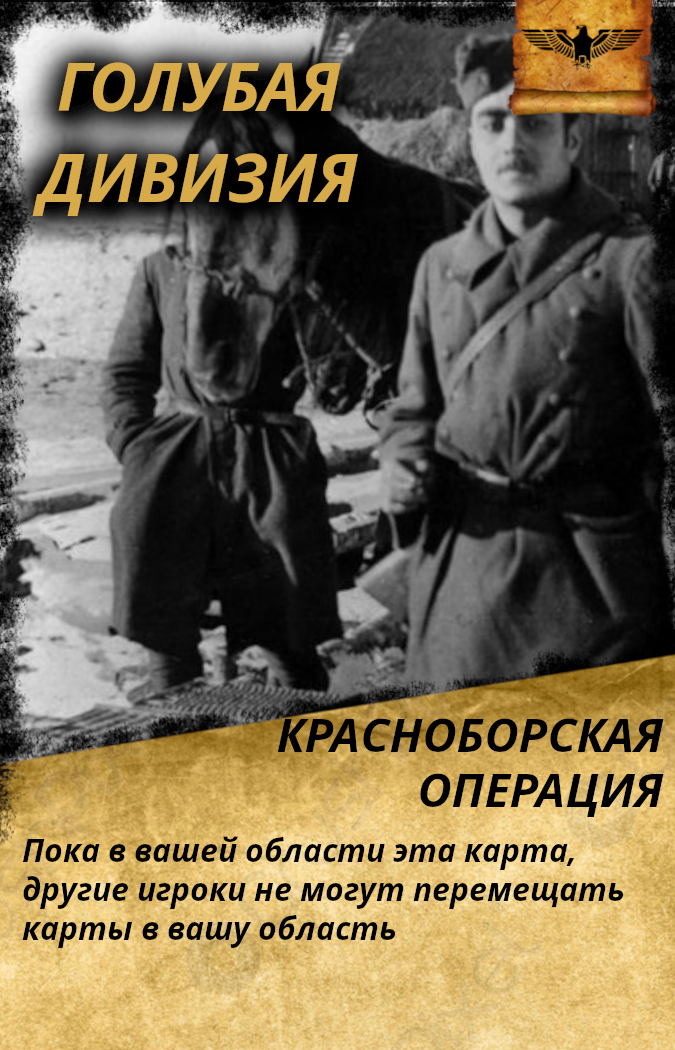 ГОЛУБАЯ
ДИВИЗИЯ
КРАСНОБОРСКАЯ
ОПЕРАЦИЯ
Пока в вашей области эта карта,
другие игроки не могут перемещать
карты в вашу область